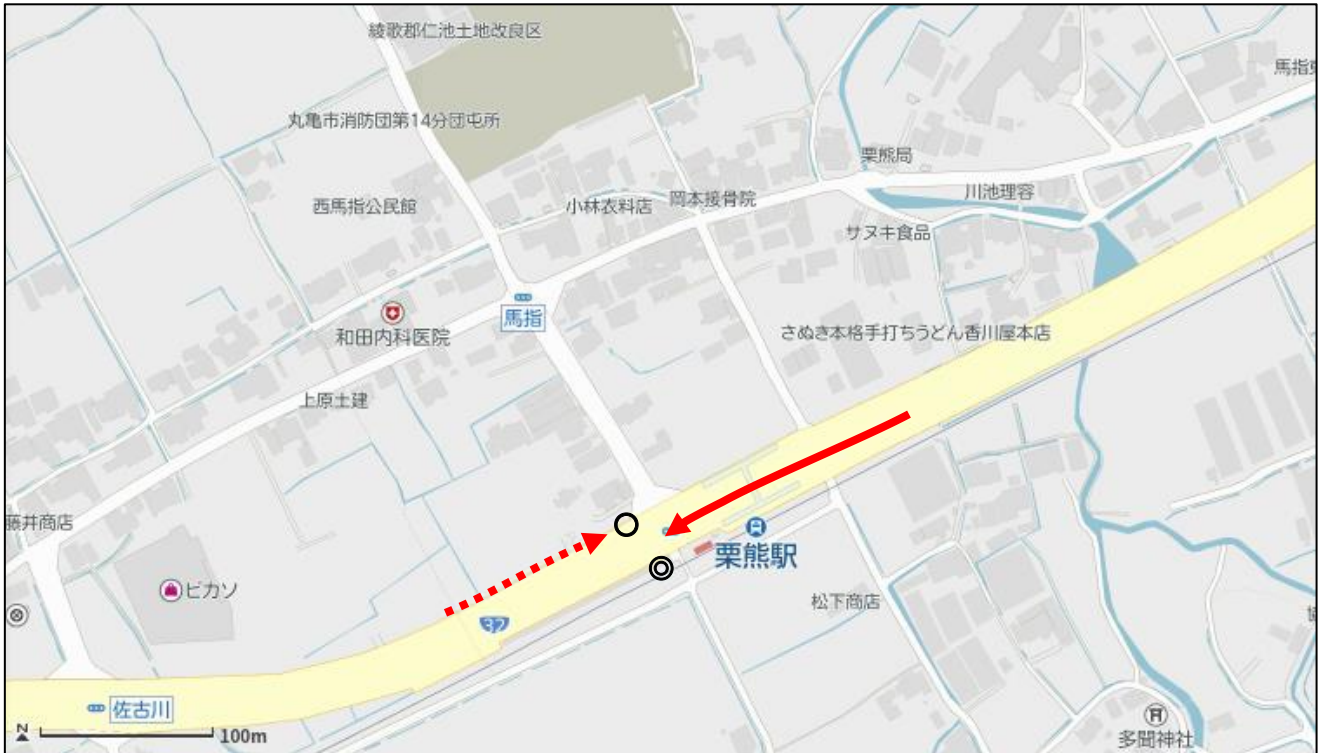 綾歌郡仁池土地改良区
馬指
丸亀市消防団第14分団屯所
栗熊局
西馬指公民館
小林衣料店
岡本接骨院
川池理容
サヌキ食品
馬指
和田内科医院
さぬき本格手打ちうどん香川屋本店
上原土建
藤井商店
栗熊駅
ピカソ
松下商店
32
佐古川
N
100m
多聞神社